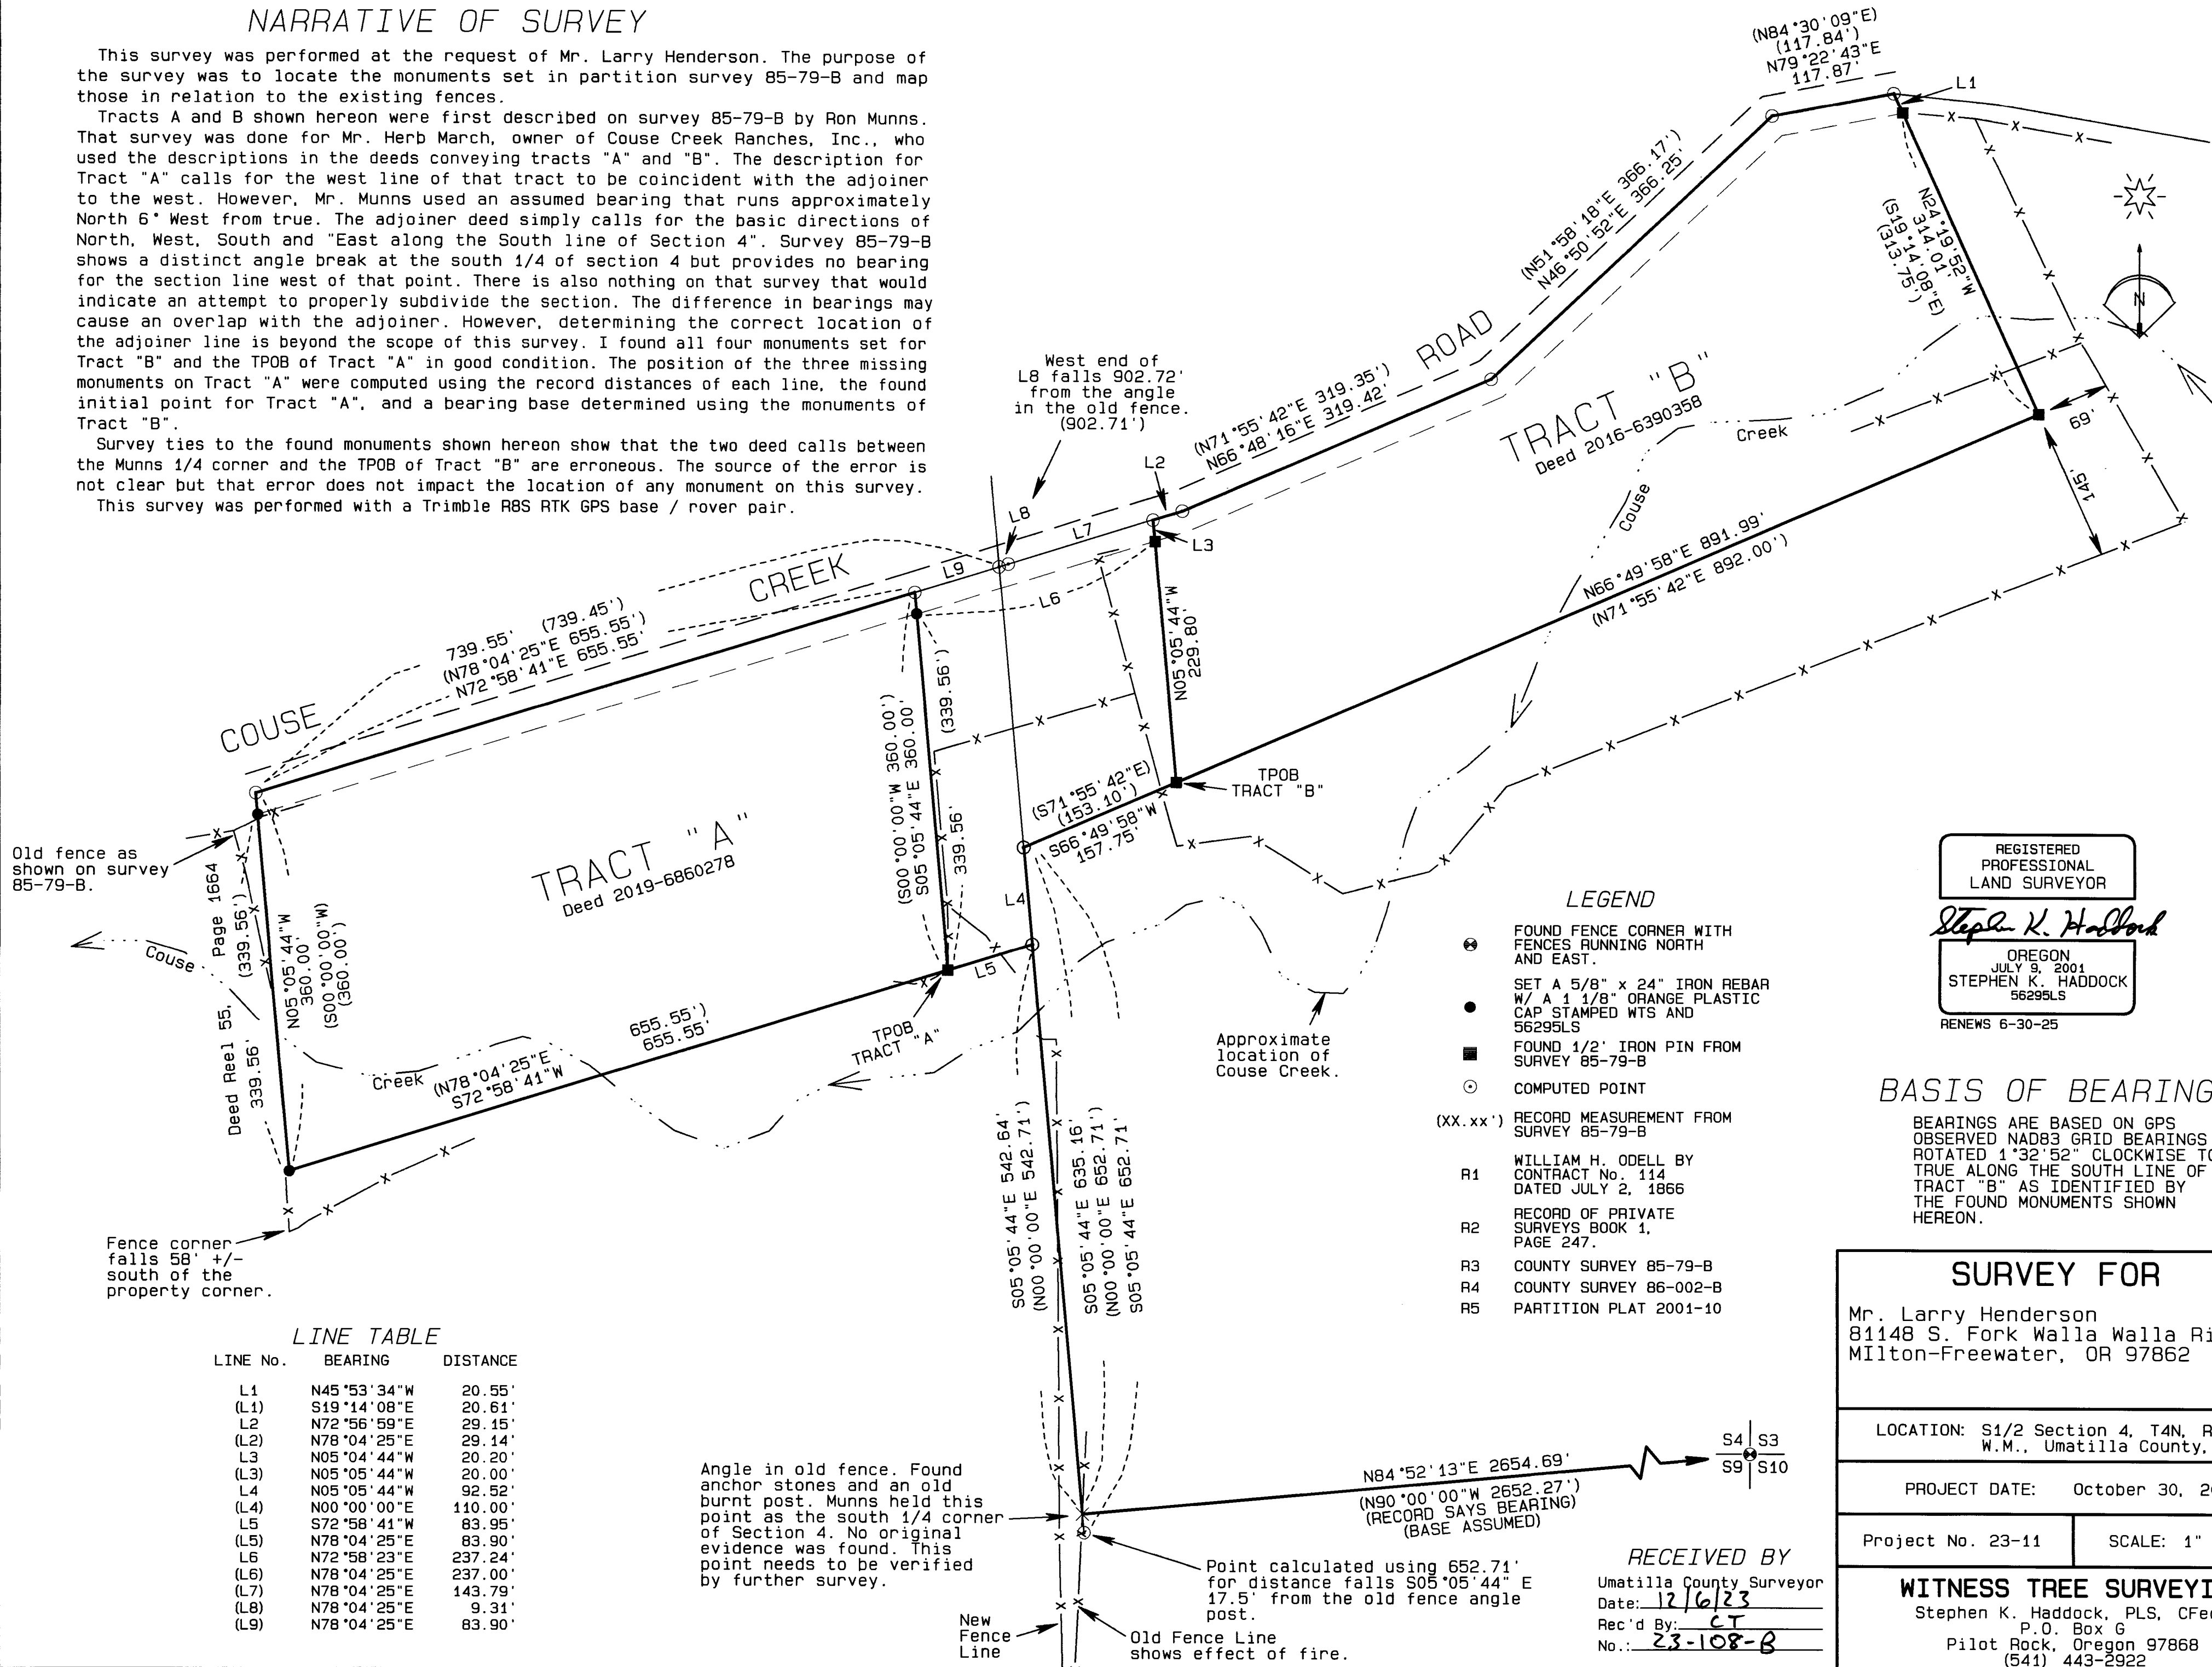 NARRATIVE OF SURVEY
This survey was performed at the request of Mr. Larry Henderson. The purpose of
the survey was to locate the monuments set in partition survey 85-79-B and map
those in relation to the existing fences.
Tracts A and B shown hereon were first described on survey 85-79-B by Ron Munns.
That survey was done for Mr. Herb March, owner of Couse Creek Ranches, Inc., who
used the descriptions in the deeds conveying tracts "A" and "B". The description for
Tract "A" calls for the west line of that tract to be coincident with the adjoiner
to the west. However, Mr. Munns used an assumed bearing that runs approximately
North 6° West from true. The adjoiner deed simply calls for the basic directions of
North, West, South and "East along the South line of Section 4". Survey 85-79-B
shows a distinct angle break at the south 1/4 of section 4 but provides no bearing
for the section line west of that point. There is also nothing on that survey that would
indicate an attempt to properly subdivide the section. The difference in bearings may
cause an overlap with the adjoiner. However, determining the correct location of
the adjoiner line is beyond the scope of this survey. I found all four monuments set for
Tract "B" and the TPOB of Tract "A" in good condition. The position of the three missing
monuments on Tract "A" were computed using the record distances of each line, the found
initial point for Tract "A", and a bearing base determined using the monuments of
Tract "B".
Survey ties to the found monuments shown hereon show that the two deed calls between
the Munns 1/4 corner and the TPOB of Tract "B" are erroneous. The source of the error is
not clear but that error does not impact the location of any monument on this survey.
This survey was performed with a Trimble R8S RTK GPS base / rover pair.
(N84°30'09"E)
(117.84')
N79°22'43"E
117.87'
L1
(N51°58'18"E 366.17')
N46°50'52"E 366.25'
N24°19'52"W
314.01'
(S19°14'08"E)
(313.75')
N
ROAD
TRACT "B"
Deed 2016-6390358
Creek
Couse
69'
145'
West end of
L8 falls 902.72'
from the angle
in the old fence.
(902.71')
(N71°55'42"E 319.35')
N66°48'16"E 319.42'
L2
L8
L7
L3
L9
L6
N66°49'58"E 891.99'
(N71°55'42"E 892.00')
CREEK
739.55' (739.45')
(N78°04'25"E 655.55')
N72°58'41"E 655.55'
COUSE
N05°05'44"W
229.80'
(339.56')
(S00°00'00"W 360.00')
S05°05'44"E 360.00'
339.56'
TPOB
TRACT "B"
(S71°55'42"E)
(153.10')
S66°49'58"W
157.75'
L4
L5
TRACT "A"
Deed 2019-6860278
Old fence as
shown on survey
85-79-B.
Deed Reel 55, Page 1664
339.56' (339.56')
N05°05'44"W
360.00'
(S00°00'00"W)
(360.00')
Couse
Creek
655.55')
655.55'
(N78°04'25"E
S72°58'41"W
TPOB
TRACT "A"
Approximate
location of
Couse Creek.
Fence corner
falls 58' +/-
south of the
property corner.
S05°05'44"E 542.64'
(N00°00'00"E 542.71')
S05°05'44"E 635.16'
(N00°00'00"E 652.71')
S05°05'44"E 652.71'
LEGEND
FOUND FENCE CORNER WITH
FENCES RUNNING NORTH
AND EAST.
SET A 5/8" x 24" IRON REBAR
W/ A 1 1/8" ORANGE PLASTIC
CAP STAMPED WTS AND
56295LS
FOUND 1/2' IRON PIN FROM
SURVEY 85-79-B
COMPUTED POINT
(XX.xx') RECORD MEASUREMENT FROM
SURVEY 85-79-B
R1 WILLIAM H. ODELL BY
CONTRACT No. 114
DATED JULY 2, 1866
R2 RECORD OF PRIVATE
SURVEYS BOOK 1,
PAGE 247.
R3 COUNTY SURVEY 85-79-B
R4 COUNTY SURVEY 86-002-B
R5 PARTITION PLAT 2001-10
REGISTERED
PROFESSIONAL
LAND SURVEYOR
Stephen K. Haddock
OREGON
JULY 9, 2001
STEPHEN K. HADDOCK
56295LS
RENEWS 6-30-25
BASIS OF BEARING
BEARINGS ARE BASED ON GPS
OBSERVED NAD83 GRID BEARINGS
ROTATED 1°32'52" CLOCKWISE TO
TRUE ALONG THE SOUTH LINE OF
TRACT "B" AS IDENTIFIED BY
THE FOUND MONUMENTS SHOWN
HEREON.
LINE TABLE
LINE No. BEARING DISTANCE
L1 N45°53'34"W 20.55'
(L1) S19°14'08"E 20.61'
L2 N72°56'59"E 29.15'
(L2) N78°04'25"E 29.14'
L3 N05°04'44"W 20.20'
(L3) N05°05'44"W 20.00'
L4 N05°05'44"W 92.52'
(L4) N00°00'00"E 110.00'
L5 S72°58'41"W 83.95'
(L5) N78°04'25"E 83.90'
L6 N72°58'23"E 237.24'
(L6) N78°04'25"E 237.00'
(L7) N78°04'25"E 143.79'
(L8) N78°04'25"E 9.31'
(L9) N78°04'25"E 83.90'
Angle in old fence. Found
anchor stones and an old
burnt post. Munns held this
point as the south 1/4 corner
of Section 4. No original
evidence was found. This
point needs to be verified
by further survey.
N84°52'13"E 2654.69'
(N90°00'00"W 2652.27')
(RECORD SAYS BEARING)
(BASE ASSUMED)
S4 S3
S9 S10
Point calculated using 652.71'
for distance falls S05°05'44" E
17.5' from the old fence angle
post.
New
Fence
Line
Old Fence Line
shows effect of fire.
RECEIVED BY
Umatilla County Surveyor
Date: 12/6/23
Rec'd By: CT
No.: 23-108-B
SURVEY FOR
Mr. Larry Henderson
81148 S. Fork Walla Walla Ri
MIlton-Freewater, OR 97862
LOCATION: S1/2 Section 4, T4N, R
W.M., Umatilla County,
PROJECT DATE: October 30, 2
Project No. 23-11
SCALE: 1"
WITNESS TREE SURVEYI
Stephen K. Haddock, PLS, CFe
P.O. Box G
Pilot Rock, Oregon 97868
(541) 443-2922